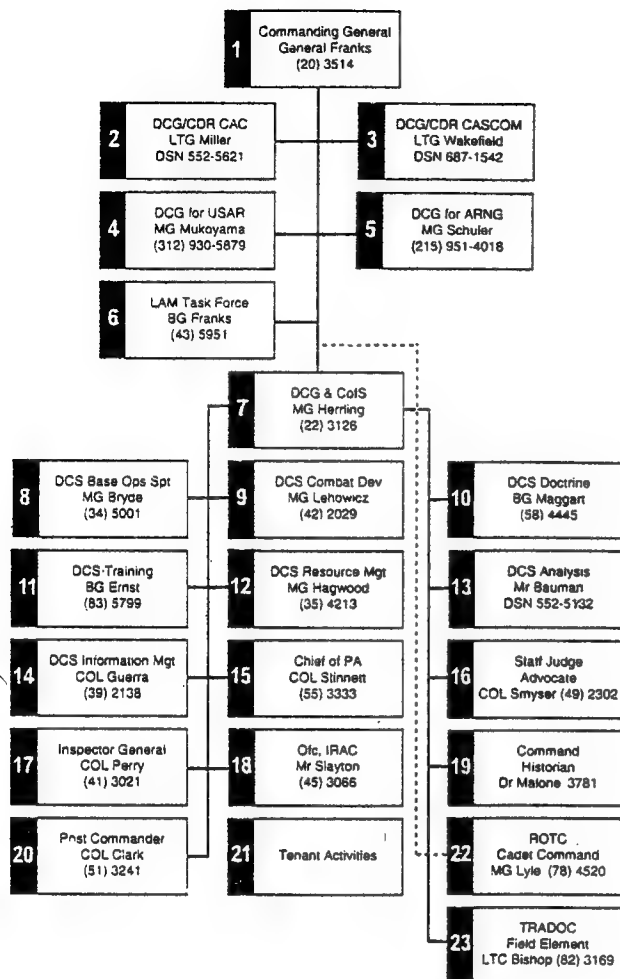 1
Commanding General
General Franks
(20) 3514
2
DCG/CDR CAC
LTG Miller
DSN 552-5621
3
DCG/CDR CASCOM
LTG Wakefield
DSN 687-1542
4
DCG for USAR
MG Mukoyama
(312) 930-5879
5
DCG for ARNG
MG Schuler
(215) 951-4018
6
LAM Task Force
BG Franks
(43) 5951
7
DCG & CofS
MG Herrling
(22) 3126
8
DCS Base Ops Spt
MG Bryde
(34) 5001
9
DCS Combat Dev
MG Lehowicz
(42) 2029
10
DCS Doctrine
BG Maggart
(58) 4445
11
DCS-Training
BG Ernst
(83) 5799
12
DCS Resource Mgt
MG Hagwood
(35) 4213
13
DCS Analysis
Mr Bauman
DSN 552-5132
14
DCS Information Mgt
COL Guerra
(39) 2138
15
Chief of PA
COL Stinnett
(55) 3333
16
Staff Judge
Advocate
COL Smyser (49) 2302
17
Inspector General
COL Perry
(41) 3021
18
Ofc, IRAC
Mr Slayton
(45) 3066
19
Command
Historian
Dr Malone 3781
20
Post Commander
COL Clark
(51) 3241
21
Tenant Activities
22
ROTC
Cadet Command
MG Lyle (78) 4520
23
TRADOC
Field Element
LTC Bishop (82) 3169